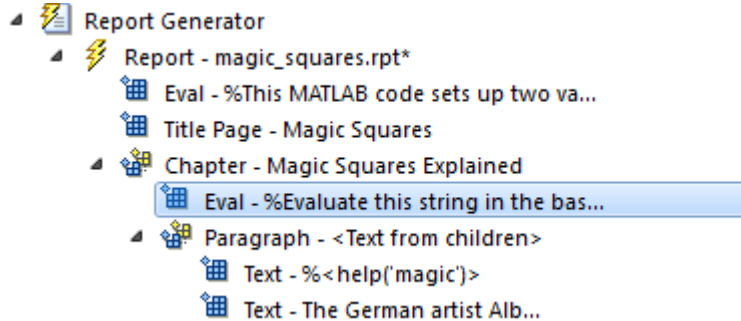 Report Generator
Report - magic_squares.rpt*
Eval - %This MATLAB code sets up two va...
Title Page - Magic Squares
Chapter - Magic Squares Explained
Eval - %Evaluate this string in the bas...
Paragraph - <Text from children>
Text - %<help('magic')>
Text - The German artist Alb...